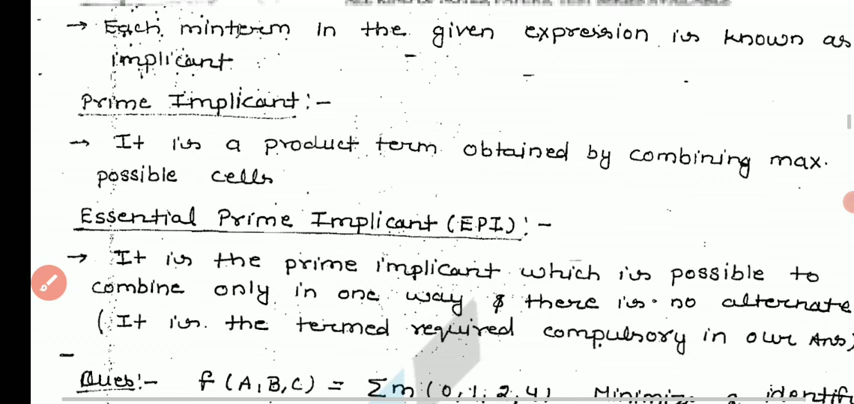 → Each minterm in the given expression is known as
implicant
Prime Implicant :-
→ It is a product term obtained by combining max.
possible cells
Essential Prime Implicant (EPI) :-
→ It is the prime implicant which is possible to
combine only in one way & there is no alternate
(It is the termed required compulsory in our Ans)
Ques:- f(A,B,C) = Σm(0,1,2,4) Minimize & identify